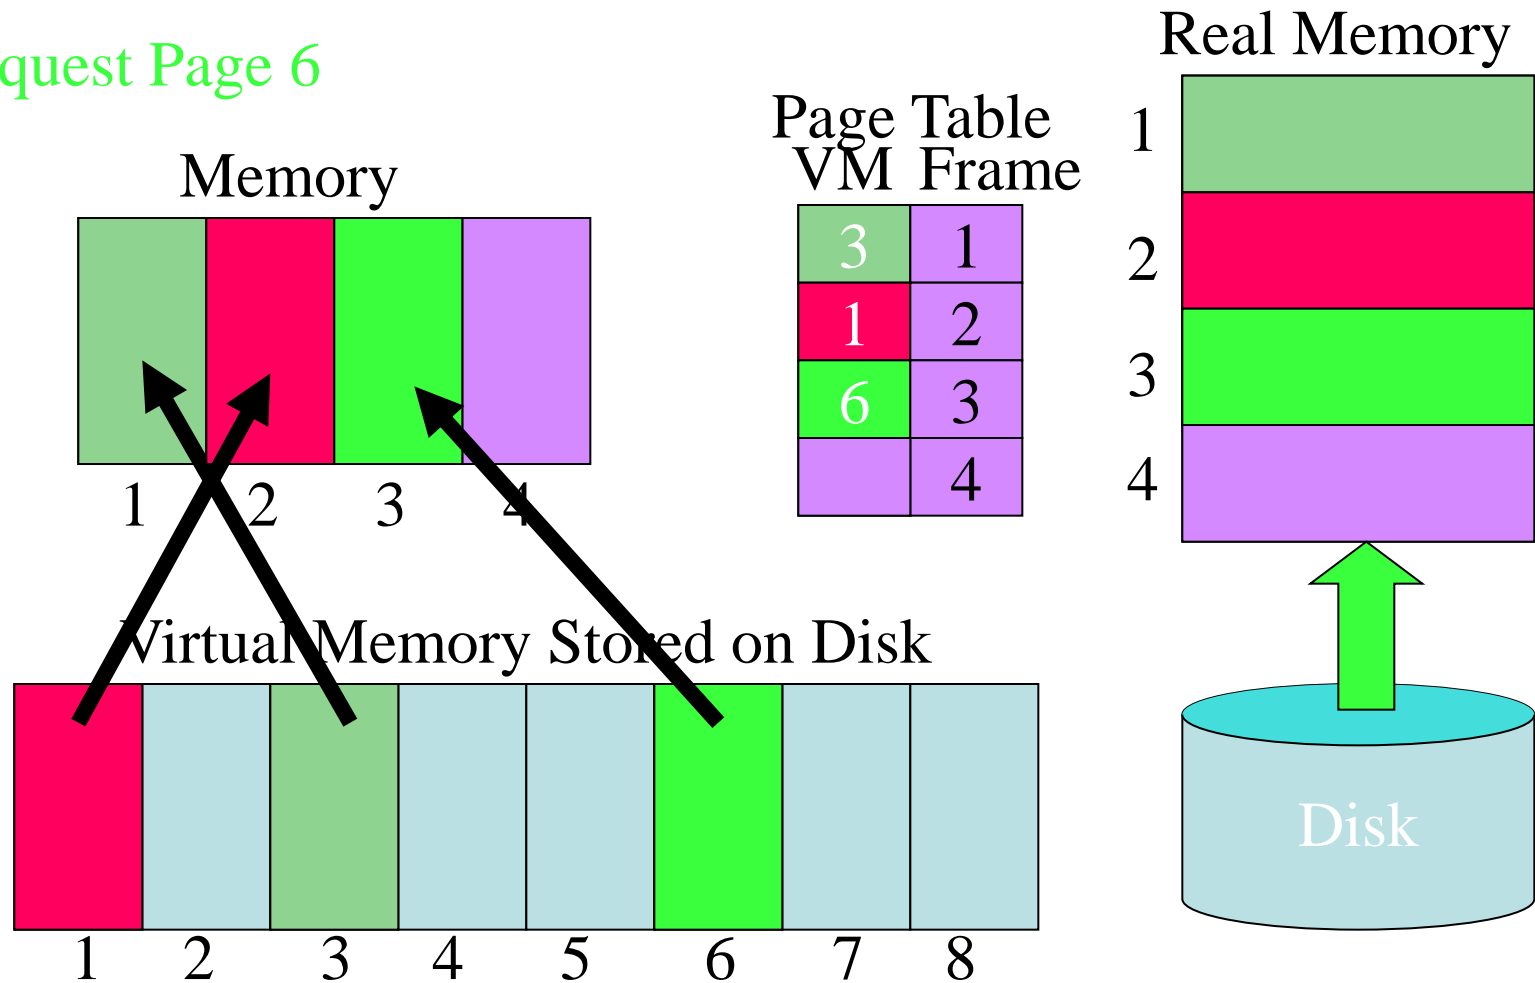 quest Page 6
Real Memory
Page Table
VM Frame
Memory
3 1
1 2
6 3
4
1
2
3
4
1 2 3 4
Virtual Memory Stored on Disk
1 2 3 4 5 6 7 8
Disk